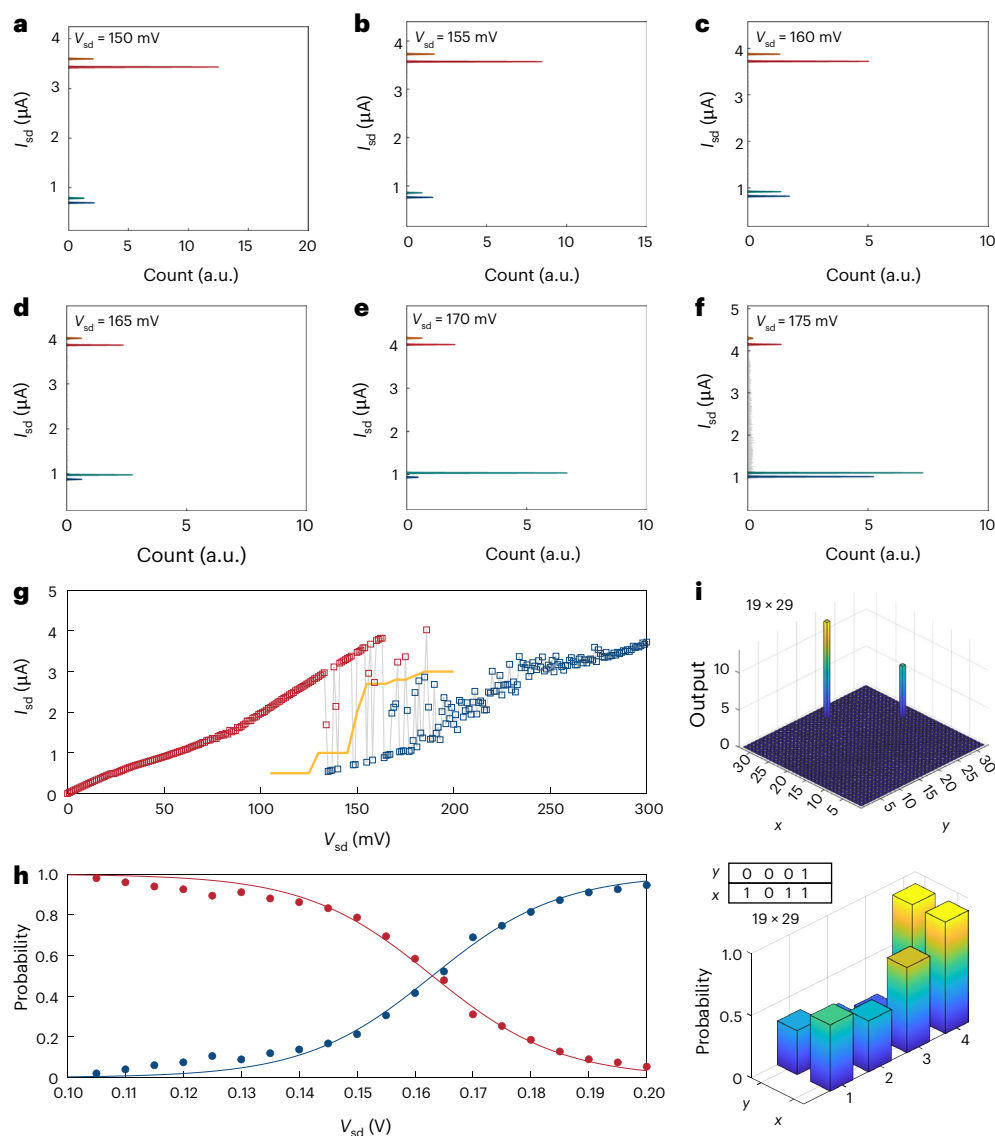 a
V_sd = 150 mV
4
3
2
1
I_sd (μA)
0 5 10 15 20
Count (a.u.)
b
V_sd = 155 mV
4
3
2
1
I_sd (μA)
0 5 10 15
Count (a.u.)
c
V_sd = 160 mV
4
3
2
1
I_sd (μA)
0 5 10
Count (a.u.)
d
V_sd = 165 mV
4
3
2
1
0
I_sd (μA)
0 5 10
Count (a.u.)
e
V_sd = 170 mV
4
3
2
1
I_sd (μA)
0 5 10
Count (a.u.)
f
V_sd = 175 mV
5
4
3
2
1
I_sd (μA)
0 5 10
Count (a.u.)
g
5
4
3
2
1
0
I_sd (μA)
0 50 100 150 200 250 300
V_sd (mV)
h
1.0
0.8
0.6
0.4
0.2
0
Probability
0.10 0.11 0.12 0.13 0.14 0.15 0.16 0.17 0.18 0.19 0.20
V_sd (V)
i
19 × 29
10
5
0
Output
30 25 20 15 10 5
x
5 10 15 20 25 30
y
y 0 0 0 1
x 1 0 1 1
19 × 29
1.0
0.5
0
Probability
y
x
1 2 3 4